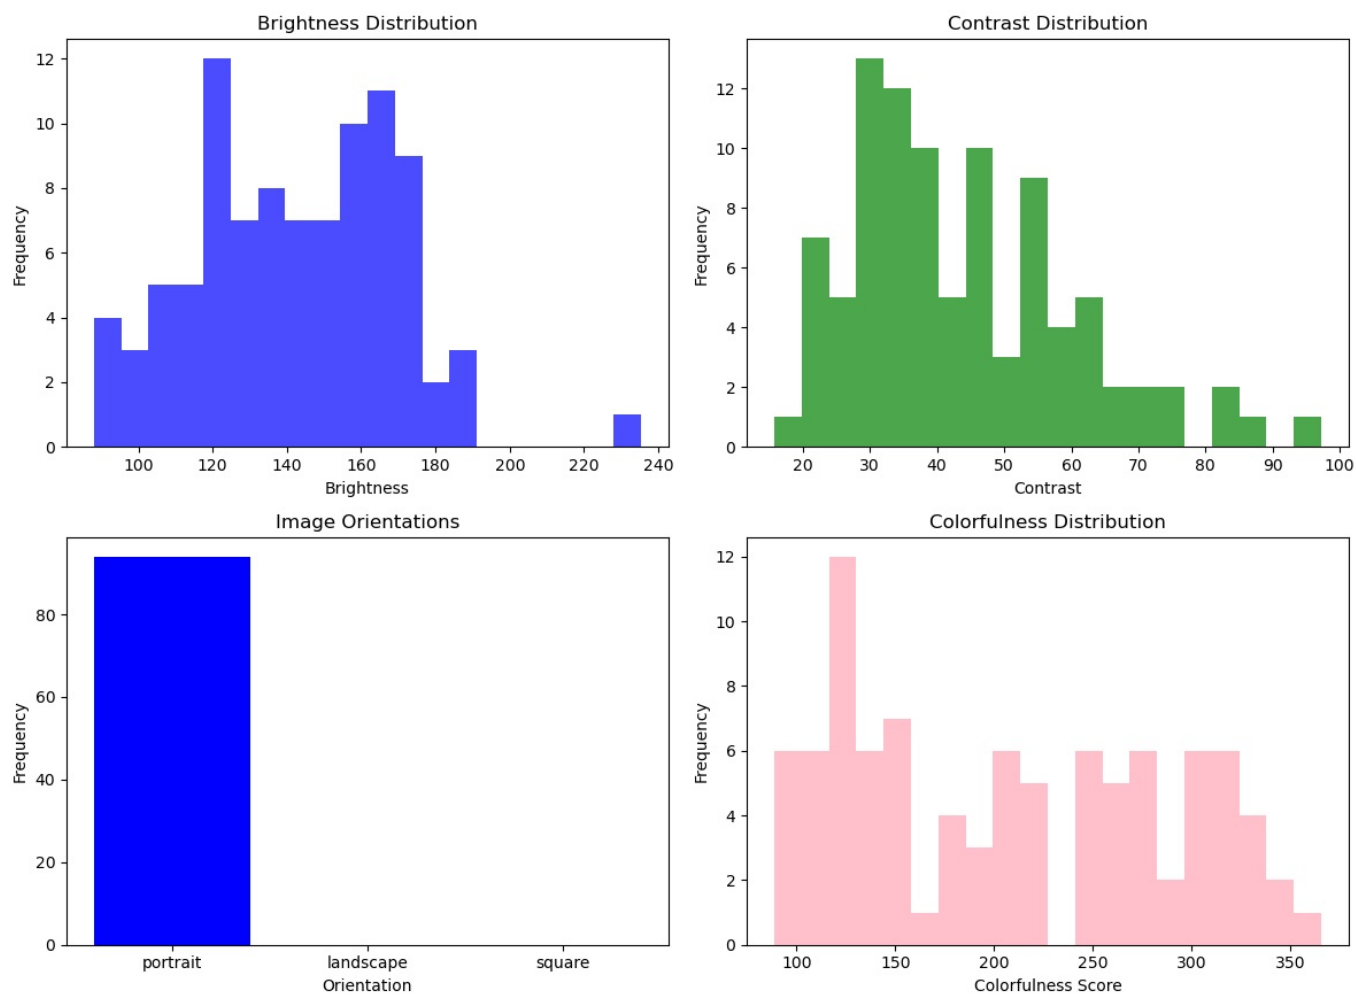 Brightness Distribution
12
10
8
6
4
2
0
Frequency
100 120 140 160 180 200 220 240
Brightness
Contrast Distribution
12
10
8
6
4
2
0
Frequency
20 30 40 50 60 70 80 90 100
Contrast
Image Orientations
80
60
40
20
0
Frequency
portrait landscape square
Orientation
Colorfulness Distribution
12
10
8
6
4
2
0
Frequency
100 150 200 250 300 350
Colorfulness Score